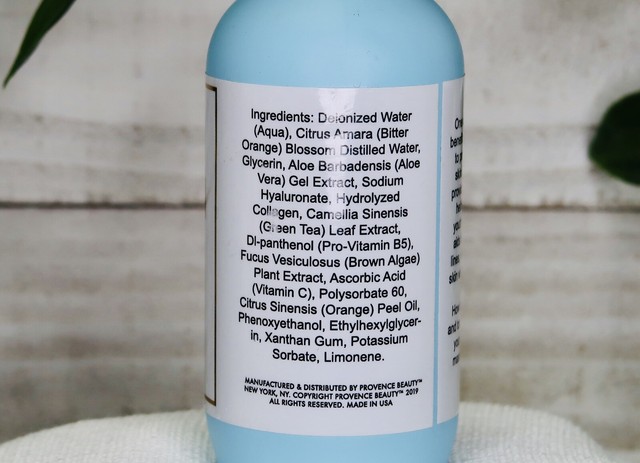 Ingredients: Deionized Water
(Aqua), Citrus Amara (Bitter
Orange) Blossom Distilled Water,
Glycerin, Aloe Barbadensis (Aloe
Vera) Gel Extract, Sodium
Hyaluronate, Hydrolyzed
Collagen, Camellia Sinensis
(Green Tea) Leaf Extract,
Dl-panthenol (Pro-Vitamin B5),
Fucus Vesiculosus (Brown Algae)
Plant Extract, Ascorbic Acid
(Vitamin C), Polysorbate 60,
Citrus Sinensis (Orange) Peel Oil,
Phenoxyethanol, Ethylhexylglycer-
in, Xanthan Gum, Potassium
Sorbate, Limonene.
MANUFACTURED & DISTRIBUTED BY PROVENCE BEAUTY™
NEW YORK, NY. COPYRIGHT PROVENCE BEAUTY™ 2019
ALL RIGHTS RESERVED. MADE IN USA